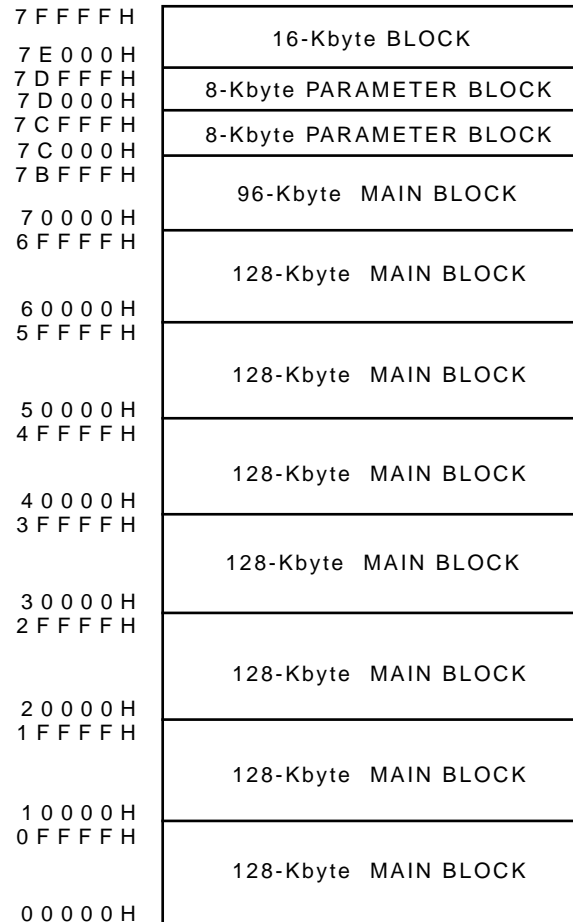 7FFFFH
16-Kbyte BLOCK
7E000H
7DFFFH
8-Kbyte PARAMETER BLOCK
7D000H
7CFFFH
8-Kbyte PARAMETER BLOCK
7C000H
7BFFFH
96-Kbyte MAIN BLOCK
70000H
6FFFFH
128-Kbyte MAIN BLOCK
60000H
5FFFFH
128-Kbyte MAIN BLOCK
50000H
4FFFFH
128-Kbyte MAIN BLOCK
40000H
3FFFFH
128-Kbyte MAIN BLOCK
30000H
2FFFFH
128-Kbyte MAIN BLOCK
20000H
1FFFFH
128-Kbyte MAIN BLOCK
10000H
0FFFFH
128-Kbyte MAIN BLOCK
00000H